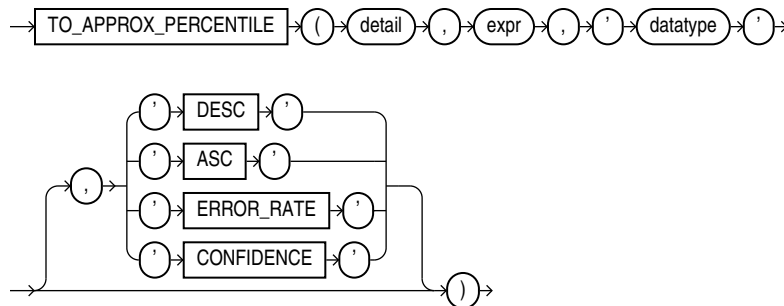 TO_APPROX_PERCENTILE ( detail , expr , ' datatype '
' DESC '
' ASC '
, ' ERROR_RATE '
' CONFIDENCE '
)